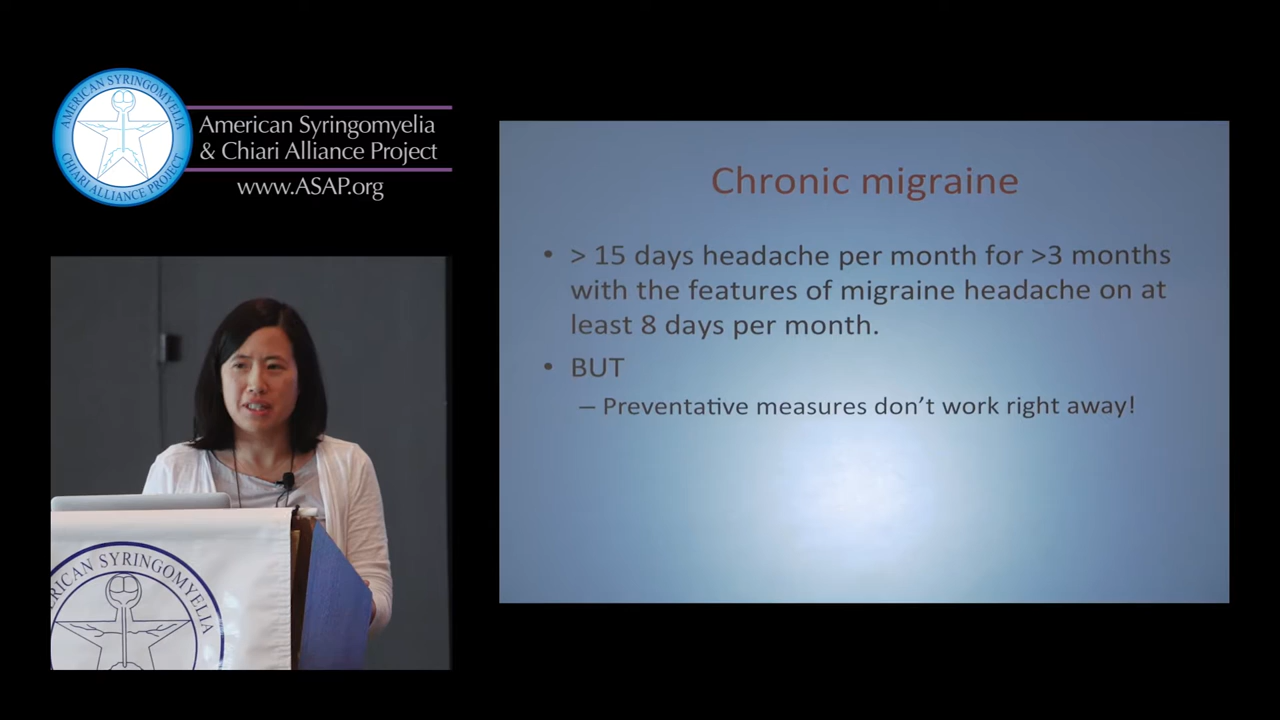 AMERICAN SYRINGOMYELIA
CHIARI ALLIANCE PROJECT
American Syringomyelia
& Chiari Alliance Project
www.ASAP.org
Chronic migraine
• > 15 days headache per month for >3 months
with the features of migraine headache on at
least 8 days per month.
• BUT
– Preventative measures don't work right away!
RICAN SYRINGOMYELIA